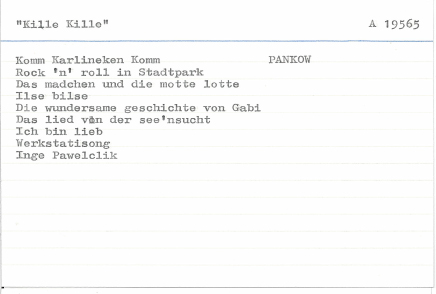 "Kille Kille" A 19565
Komm Karlineken Komm PANKOW
Rock 'n' roll in Stadtpark
Das madchen und die motte lotte
Ilse bilse
Die wundersame geschichte von Gabi
Das lied von der see'nsucht
Ich bin lieb
Werkstatisong
Inge Pawelclik